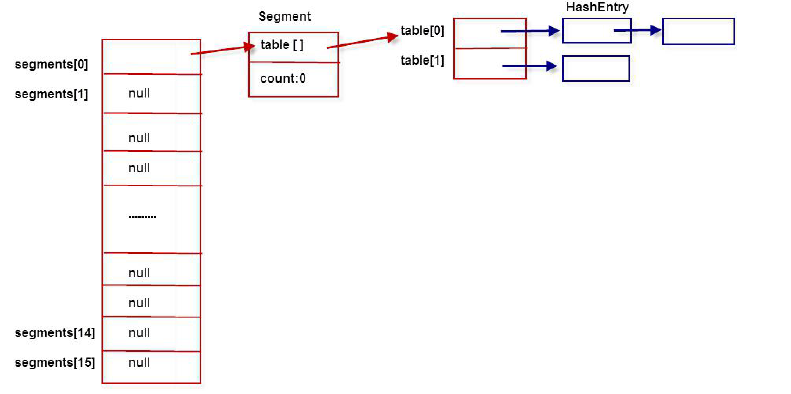 Segment
HashEntry
table[0]
table [ ]
segments[0]
table[1]
count:0
segments[1]
null
null
null
.........
null
null
segments[14]
null
segments[15]
null